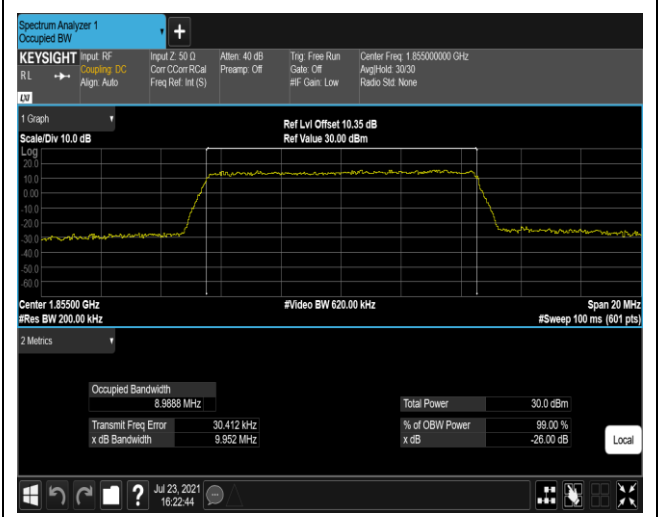 Spectrum Analyzer 1
Occupied BW
KEYSIGHT
RL
LXI
Input: RF
Coupling: DC
Align: Auto
Input Z: 50 Ω
Corr CCorr RCal
Freq Ref: Int (S)
Atten: 40 dB
Preamp: Off
Trig: Free Run
Gate: Off
#IF Gain: Low
Center Freq: 1.855000000 GHz
Avg|Hold: 30/30
Radio Std: None
1 Graph
Scale/Div 10.0 dB
Ref Lvl Offset 10.35 dB
Ref Value 30.00 dBm
Log
20.0
10.0
0.00
-10.0
-20.0
-30.0
-40.0
-50.0
-60.0
Center 1.85500 GHz
#Res BW 200.00 kHz
#Video BW 620.00 kHz
Span 20 MHz
#Sweep 100 ms (601 pts)
2 Metrics
Occupied Bandwidth
8.9888 MHz
Transmit Freq Error 30.412 kHz
x dB Bandwidth 9.952 MHz
Total Power 30.0 dBm
% of OBW Power 99.00 %
x dB -26.00 dB
Local
?
Jul 23, 2021
16:22:44